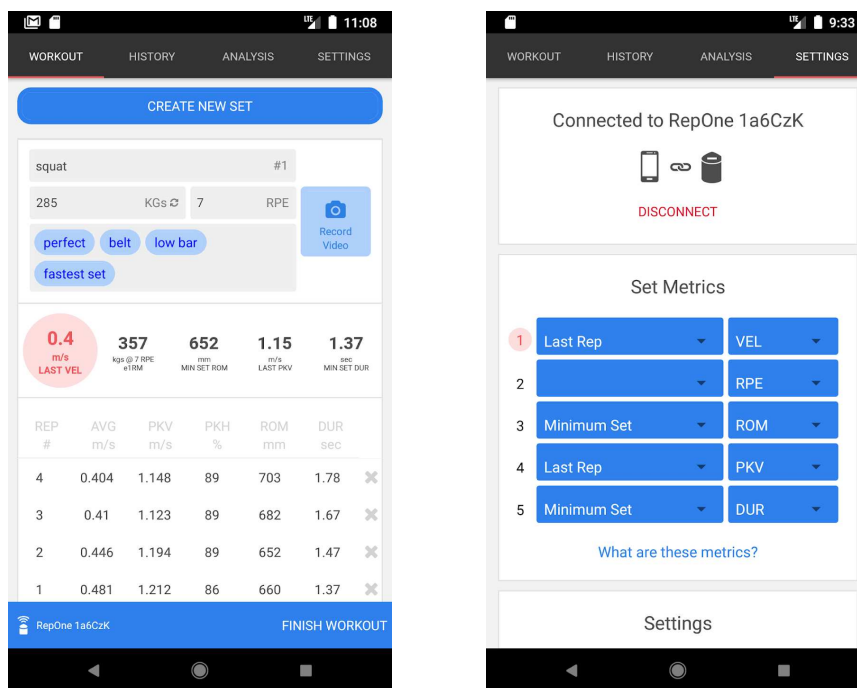 LTE 11:08
WORKOUT HISTORY ANALYSIS SETTINGS
CREATE NEW SET
squat #1
285 KGs 7 RPE
Record
Video
perfect belt low bar
fastest set
0.4 357 652 1.15 1.37
m/s kgs @ 7 RPE mm m/s sec
LAST VEL e1RM MIN SET ROM LAST PKV MIN SET DUR
REP AVG PKV PKH ROM DUR
# m/s m/s % mm sec
4 0.404 1.148 89 703 1.78
3 0.41 1.123 89 682 1.67
2 0.446 1.194 89 652 1.47
1 0.481 1.212 86 660 1.37
RepOne 1a6CzK FINISH WORKOUT
LTE 9:33
WORKOUT HISTORY ANALYSIS SETTINGS
Connected to RepOne 1a6CzK
DISCONNECT
Set Metrics
1 Last Rep VEL
2 RPE
3 Minimum Set ROM
4 Last Rep PKV
5 Minimum Set DUR
What are these metrics?
Settings